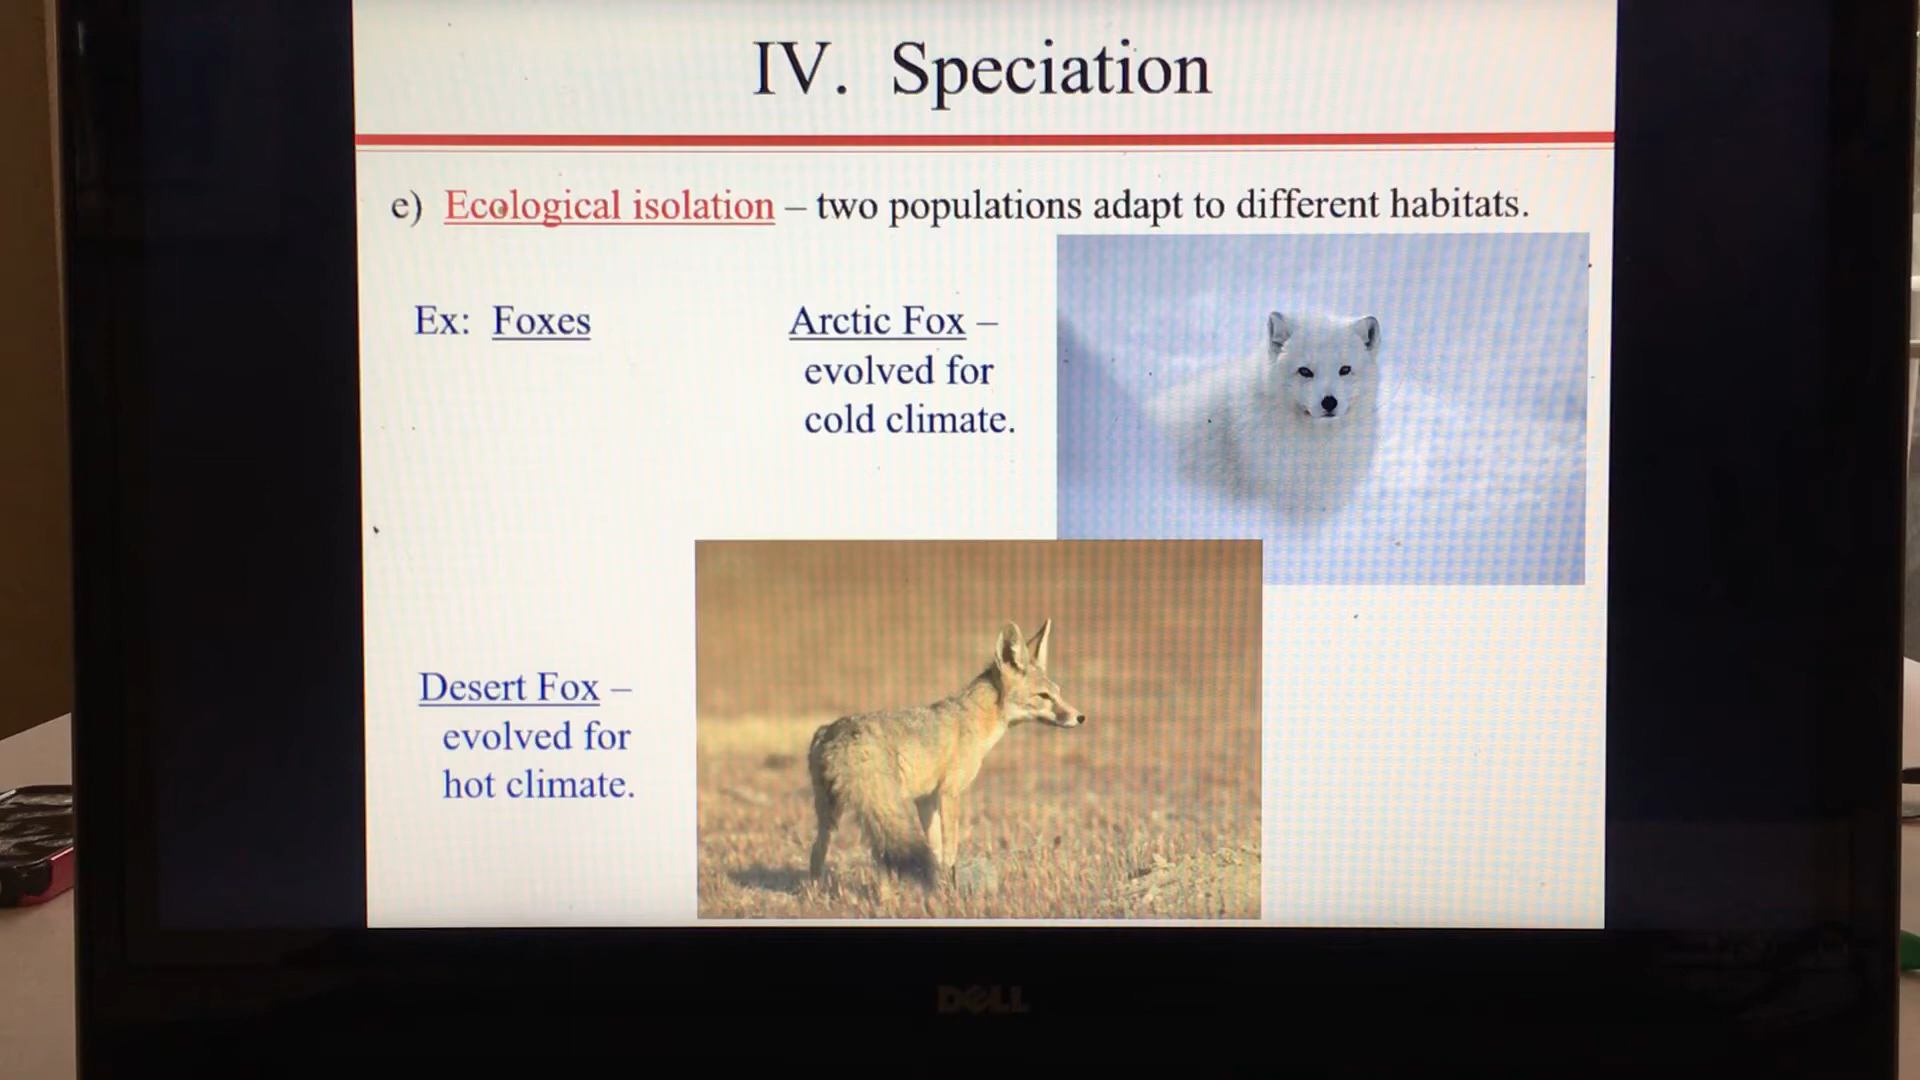 IV. Speciation
e) Ecological isolation – two populations adapt to different habitats.
Ex: Foxes
Arctic Fox –
evolved for
cold climate.
Desert Fox –
evolved for
hot climate.
DELL